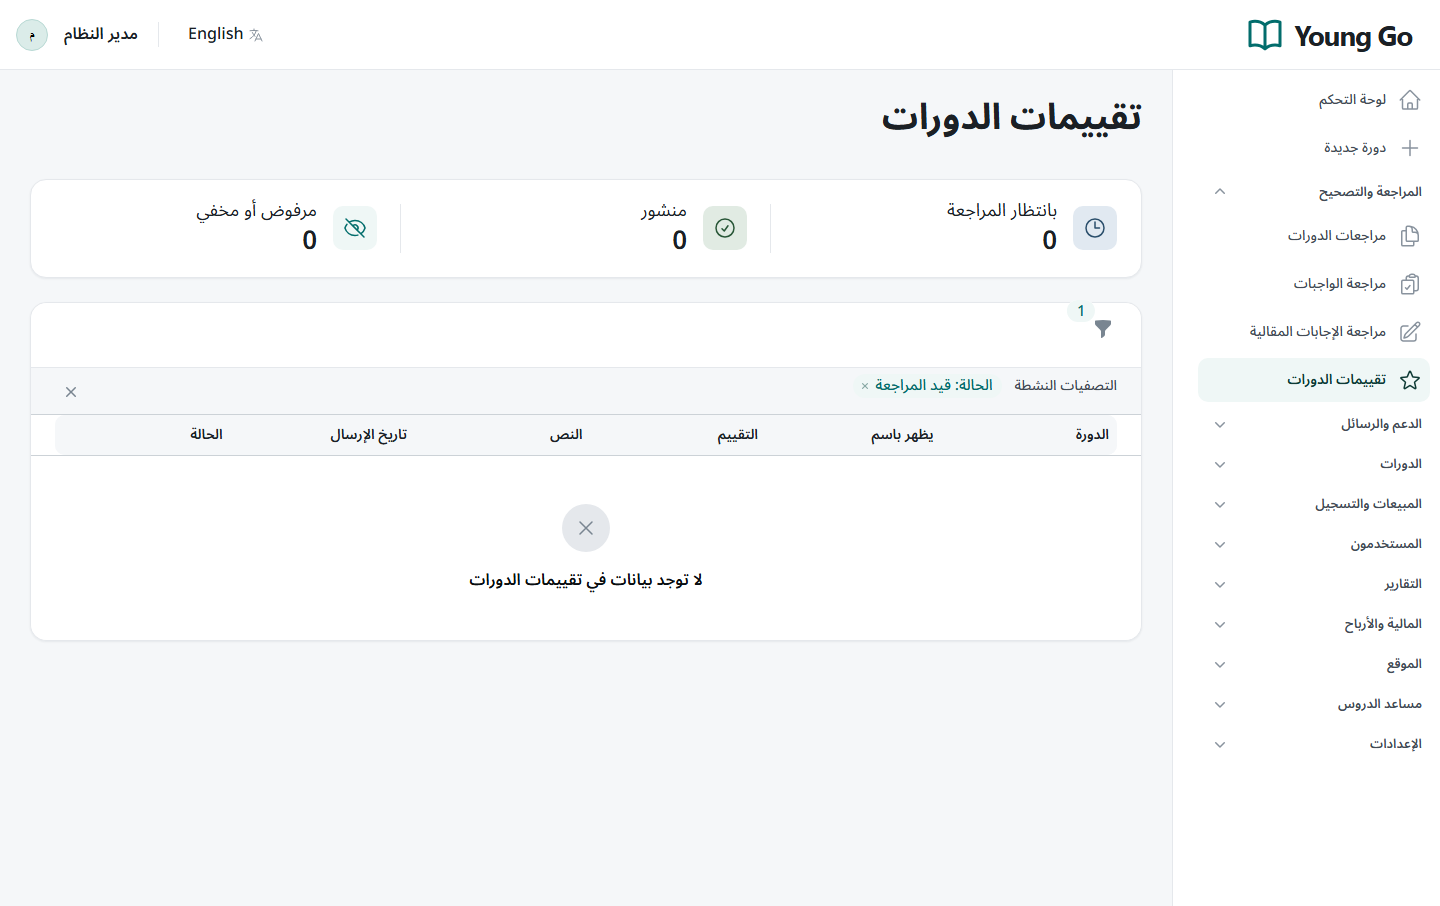 Young Go
English
مدير النظام
م
لوحة التحكم
دورة جديدة
المراجعة والتصحيح
مراجعات الدورات
مراجعة الواجبات
مراجعة الإجابات المقالية
تقييمات الدورات
الدعم والرسائل
الدورات
المبيعات والتسجيل
المستخدمون
التقارير
المالية والأرباح
الموقع
مساعد الدروس
الإعدادات
تقييمات الدورات
بانتظار المراجعة
0
منشور
0
مرفوض أو مخفي
0
1
التصفيات النشطة الحالة: قيد المراجعة ×
الدورة يظهر باسم التقييم النص تاريخ الإرسال الحالة
لا توجد بيانات في تقييمات الدورات